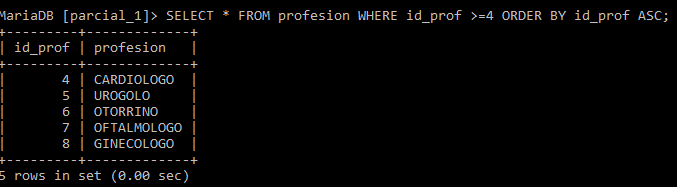 MariaDB [parcial_1]> SELECT * FROM profesion WHERE id_prof >=4 ORDER BY id_prof ASC;
+---------+-------------+
| id_prof | profesion   |
+---------+-------------+
|       4 | CARDIOLOGO  |
|       5 | UROGOLO     |
|       6 | OTORRINO    |
|       7 | OFTALMOLOGO |
|       8 | GINECOLOGO  |
+---------+-------------+
5 rows in set (0.00 sec)